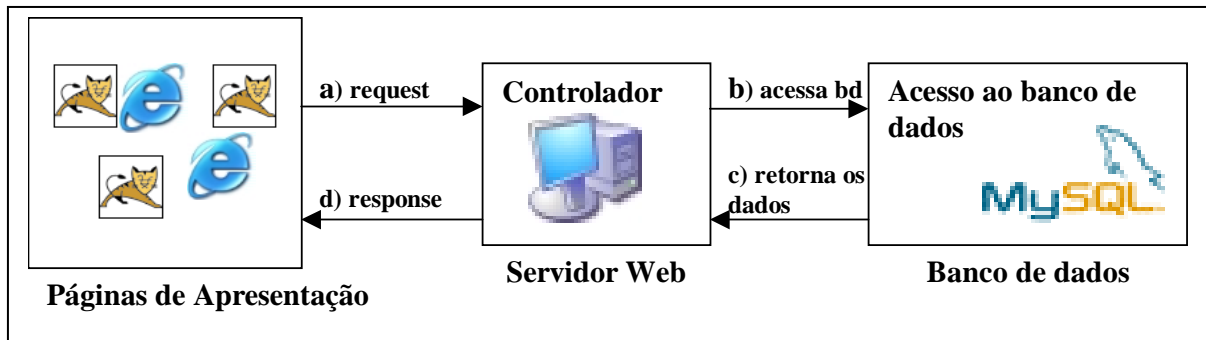 a) request
d) response
Páginas de Apresentação
Controlador
Servidor Web
b) acessa bd
c) retorna os
dados
Acesso ao banco de
dados
MySQL
Banco de dados